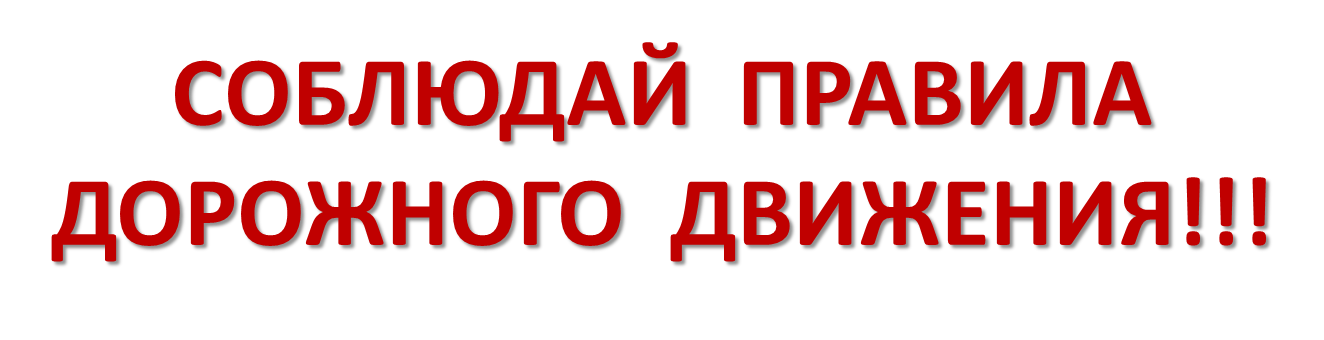 СОБЛЮДАЙ ПРАВИЛА
ДОРОЖНОГО ДВИЖЕНИЯ!!!